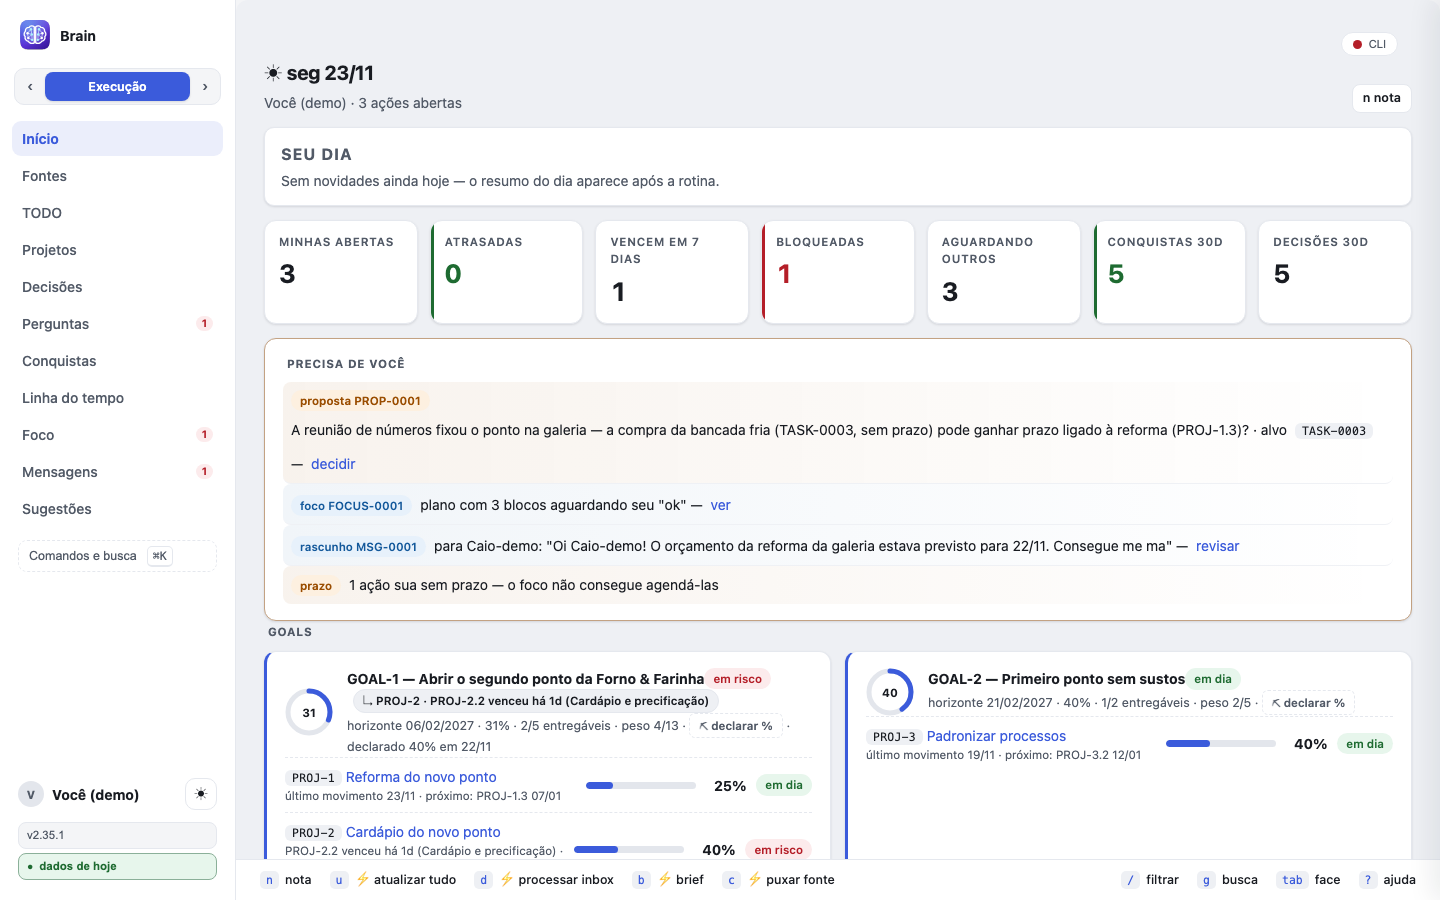 Brain
‹ Execução ›
Início
Fontes
TODO
Projetos
Decisões
Perguntas 1
Conquistas
Linha do tempo
Foco 1
Mensagens 1
Sugestões
Comandos e busca ⌘K
V Você (demo)
v2.35.1
dados de hoje
CLI
seg 23/11
Você (demo) · 3 ações abertas
n nota
SEU DIA
Sem novidades ainda hoje — o resumo do dia aparece após a rotina.
MINHAS ABERTAS
3
ATRASADAS
0
VENCEM EM 7
DIAS
1
BLOQUEADAS
1
AGUARDANDO
OUTROS
3
CONQUISTAS 30D
5
DECISÕES 30D
5
PRECISA DE VOCÊ
proposta PROP-0001
A reunião de números fixou o ponto na galeria — a compra da bancada fria (TASK-0003, sem prazo) pode ganhar prazo ligado à reforma (PROJ-1.3)? · alvo TASK-0003
— decidir
foco FOCUS-0001 plano com 3 blocos aguardando seu "ok" — ver
rascunho MSG-0001 para Caio-demo: "Oi Caio-demo! O orçamento da reforma da galeria estava previsto para 22/11. Consegue me ma" — revisar
prazo 1 ação sua sem prazo — o foco não consegue agendá-las
GOALS
31
GOAL-1 — Abrir o segundo ponto da Forno & Farinha em risco
↳ PROJ-2 · PROJ-2.2 venceu há 1d (Cardápio e precificação)
horizonte 06/02/2027 · 31% · 2/5 entregáveis · peso 4/13 · ↸ declarar % ·
declarado 40% em 22/11
PROJ-1 Reforma do novo ponto
último movimento 23/11 · próximo: PROJ-1.3 07/01
25% em dia
PROJ-2 Cardápio do novo ponto
PROJ-2.2 venceu há 1d (Cardápio e precificação) ·
40% em risco
40
GOAL-2 — Primeiro ponto sem sustos em dia
horizonte 21/02/2027 · 40% · 1/2 entregáveis · peso 2/5 · ↸ declarar %
PROJ-3 Padronizar processos
último movimento 19/11 · próximo: PROJ-3.2 12/01
40% em dia
n nota u ⚡ atualizar tudo d ⚡ processar inbox b ⚡ brief c ⚡ puxar fonte / filtrar g busca tab face ? ajuda